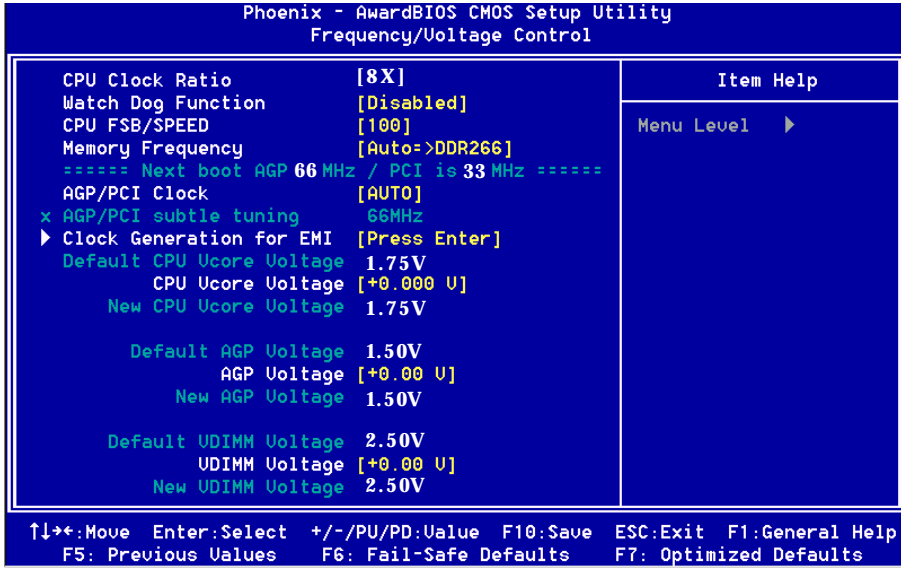 Phoenix - AwardBIOS CMOS Setup Utility
Frequency/Voltage Control
CPU Clock Ratio [8X]
Watch Dog Function [Disabled]
CPU FSB/SPEED [100]
Memory Frequency [Auto=>DDR266]
====== Next boot AGP 66 MHz / PCI is 33 MHz ======
AGP/PCI Clock [AUTO]
x AGP/PCI subtle tuning 66MHz
▶ Clock Generation for EMI [Press Enter]
Default CPU Vcore Voltage 1.75V
CPU Vcore Voltage [+0.000 V]
New CPU Vcore Voltage 1.75V
Default AGP Voltage 1.50V
AGP Voltage [+0.00 V]
New AGP Voltage 1.50V
Default VDIMM Voltage 2.50V
VDIMM Voltage [+0.00 V]
New VDIMM Voltage 2.50V
Item Help
Menu Level ▶
↑↓→←:Move Enter:Select +/-/PU/PD:Value F10:Save ESC:Exit F1:General Help
F5: Previous Values F6: Fail-Safe Defaults F7: Optimized Defaults